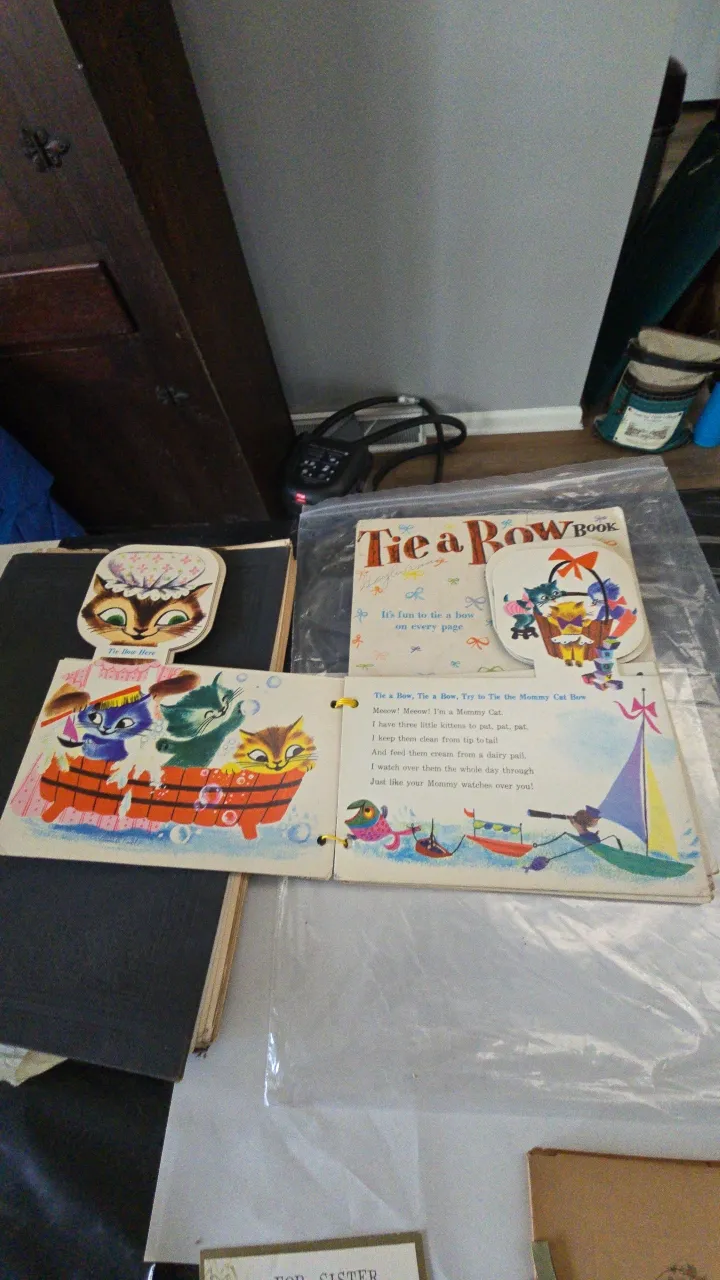 Tie a Bow BOOK
It's fun to tie a bow
on every page
Tie Bow Here
Tie a Bow, Tie a Bow, Try to Tie the Mommy Cat Bow
Meeow! Meeow! I'm a Mommy Cat.
I have three little kittens to pat, pat, pat.
I keep them clean from tip to tail
And feed them cream from a dairy pail.
I watch over them the whole day through
Just like your Mommy watches over you!
FOR SISTER